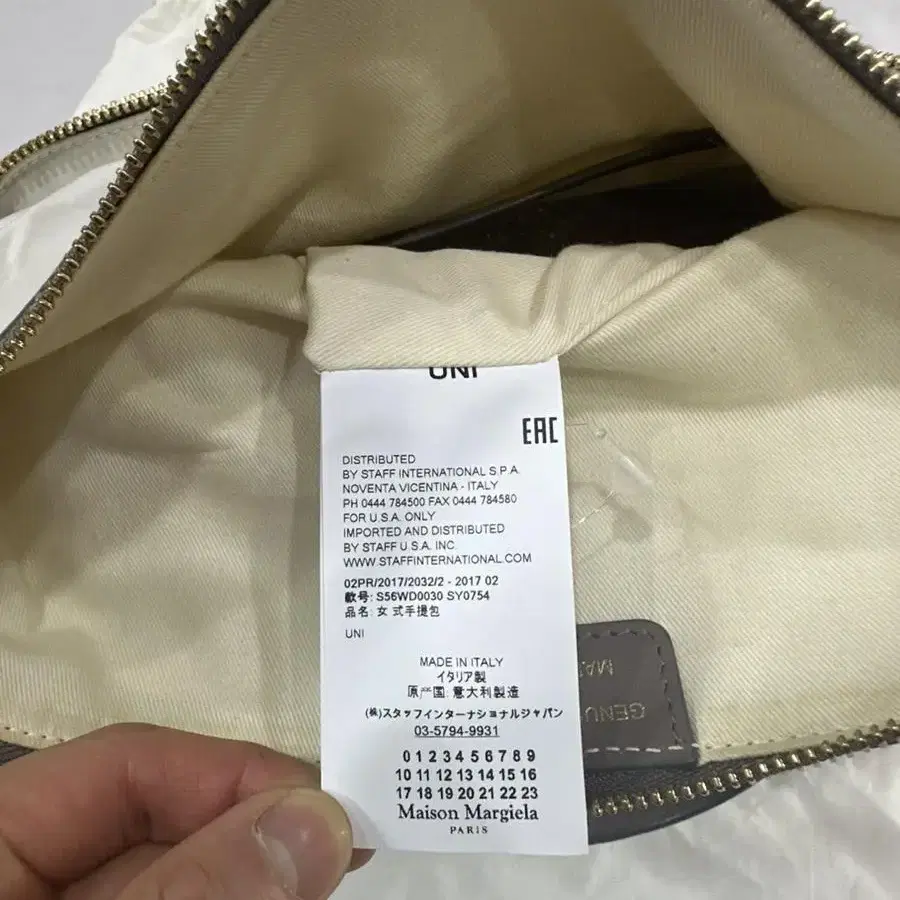 UNI
EAC
DISTRIBUTED
BY STAFF INTERNATIONAL S.P.A.
NOVENTA VICENTINA - ITALY
PH 0444 784500 FAX 0444 784580
FOR U.S.A. ONLY
IMPORTED AND DISTRIBUTED
BY STAFF U.S.A. INC.
WWW.STAFFINTERNATIONAL.COM
02PR/2017/2032/2 - 2017 02
款号: S56WD0030 SY0754
品名: 女 式手提包
UNI
MADE IN ITALY
イタリア製
原产国: 意大利製造
(株)スタッフインターナショナルジャパン
03-5794-9931
0 1 2 3 4 5 6 7 8 9
10 11 12 13 14 15 16
17 18 19 20 21 22 23
Maison Margiela
PARIS
GENU
MA